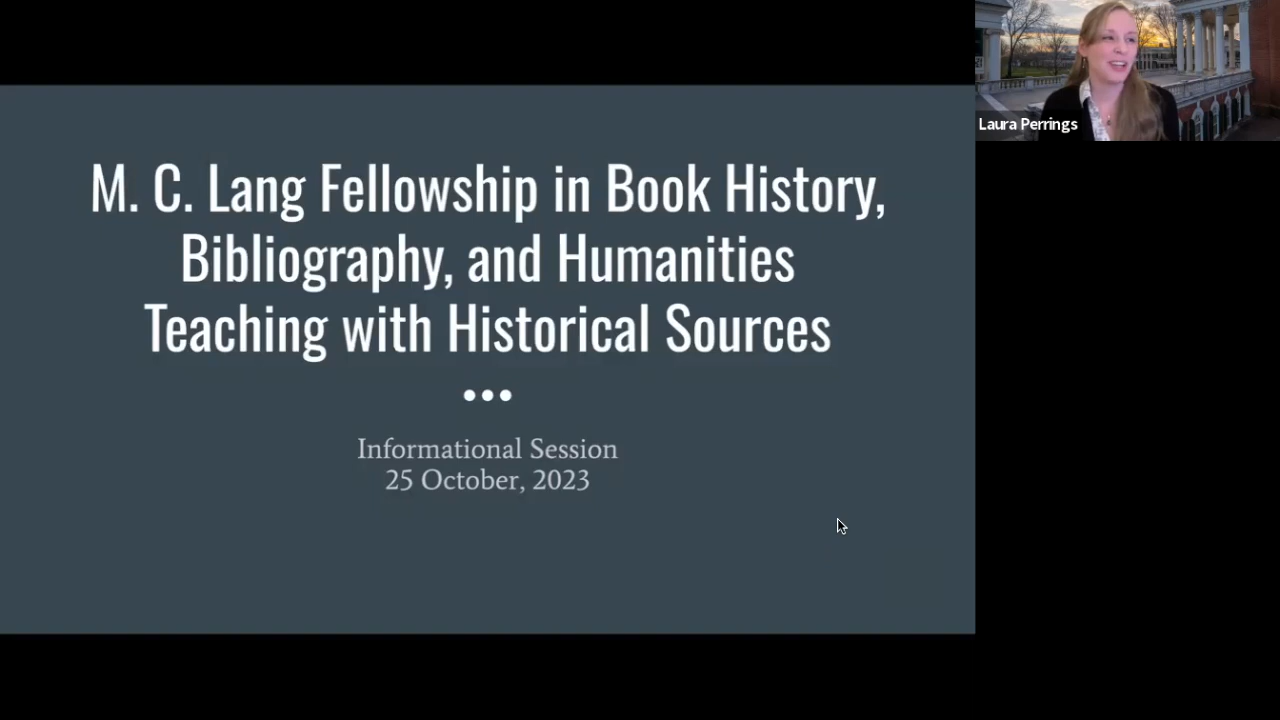 M. C. Lang Fellowship in Book History,
Bibliography, and Humanities
Teaching with Historical Sources
Informational Session
25 October, 2023
Laura Perrings